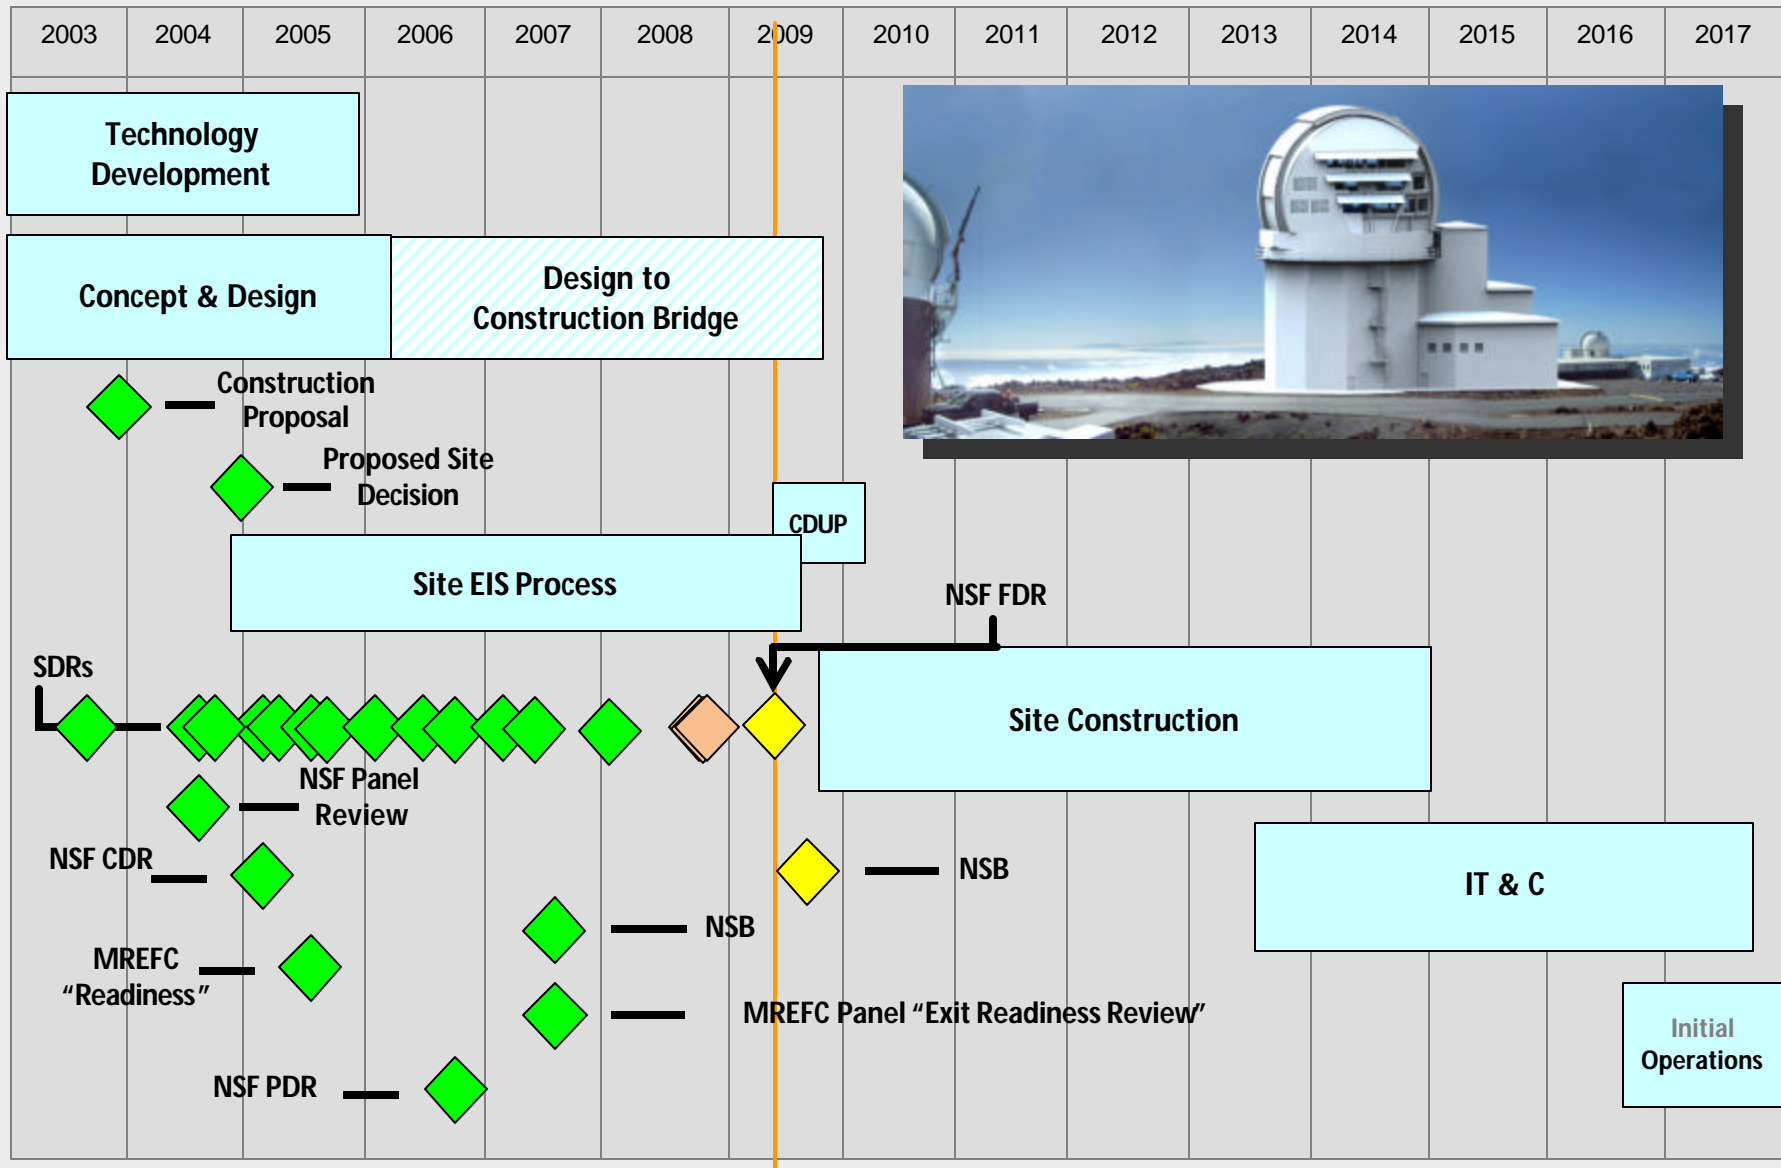 2003 2004 2005 2006 2007 2008 2009 2010 2011 2012 2013 2014 2015 2016 2017
Technology
Development
Concept & Design
Design to
Construction Bridge
Construction
Proposal
Proposed Site
Decision
CDUP
Site EIS Process
NSF FDR
SDRs
Site Construction
NSF Panel
Review
NSF CDR
NSB
IT & C
NSB
MREFC
“Readiness”
MREFC Panel “Exit Readiness Review”
Initial
Operations
NSF PDR